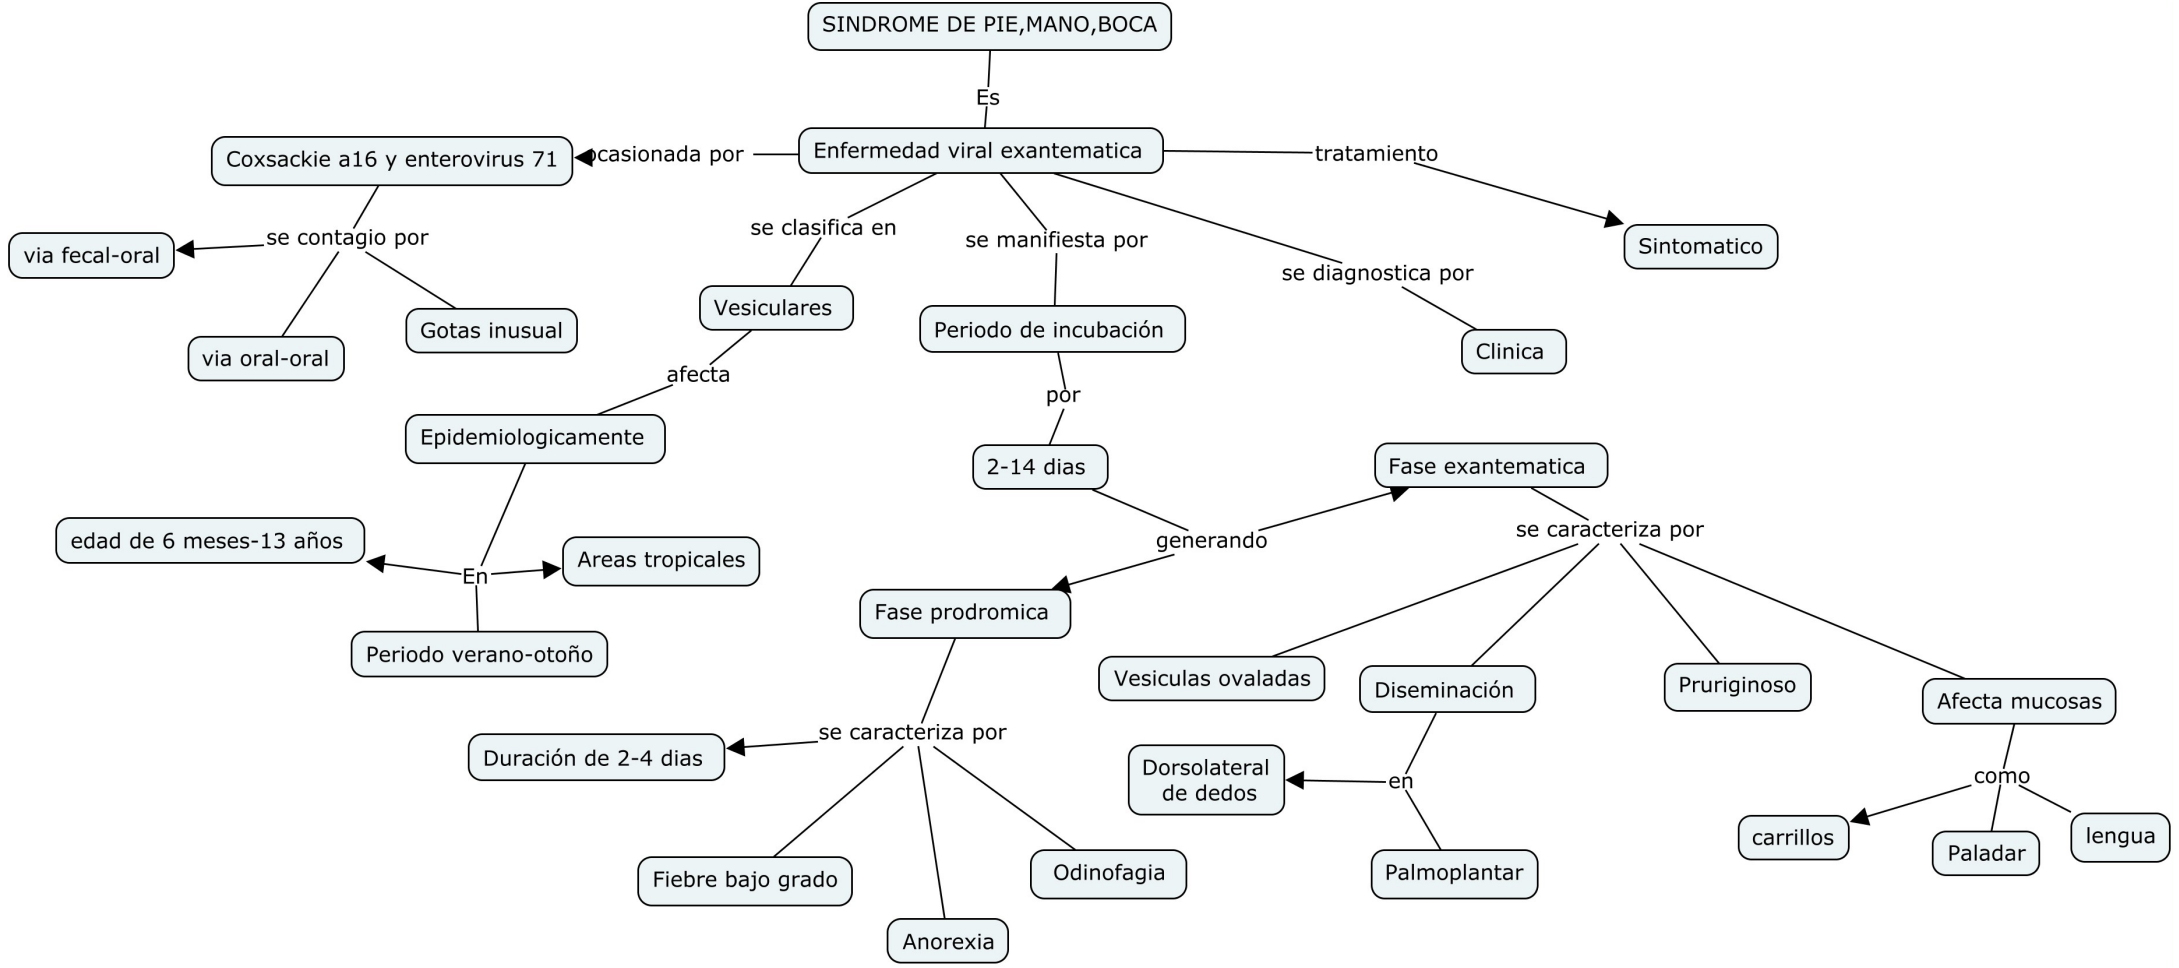 SINDROME DE PIE,MANO,BOCA
Es
Enfermedad viral exantematica
ocasionada por
Coxsackie a16 y enterovirus 71
tratamiento
se contagio por
via fecal-oral
via oral-oral
Gotas inusual
se clasifica en
se manifiesta por
se diagnostica por
Sintomatico
Vesiculares
Periodo de incubación
Clinica
afecta
por
Epidemiologicamente
2-14 dias
Fase exantematica
edad de 6 meses-13 años
En
Areas tropicales
Periodo verano-otoño
generando
se caracteriza por
Fase prodromica
Vesiculas ovaladas
Diseminación
Pruriginoso
Afecta mucosas
se caracteriza por
Duración de 2-4 dias
Dorsolateral
de dedos
en
como
Fiebre bajo grado
Anorexia
Odinofagia
Palmoplantar
carrillos
Paladar
lengua